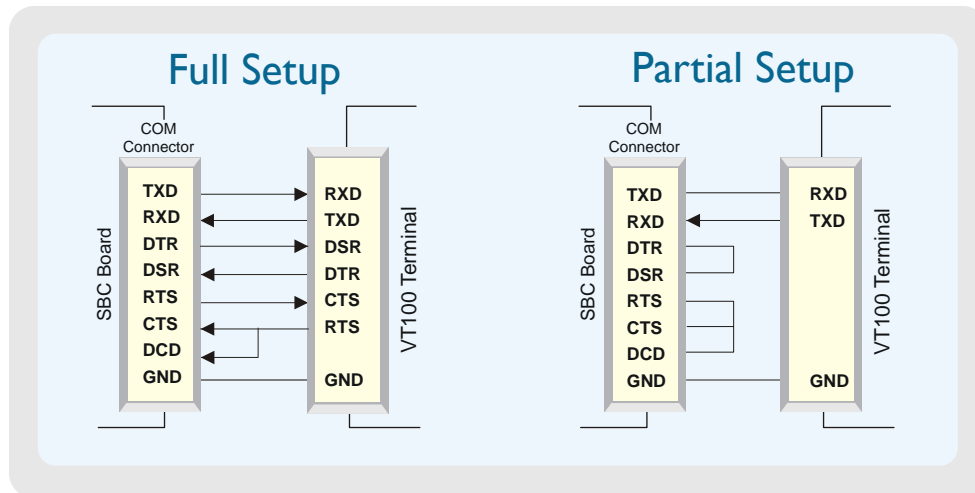 Full Setup
COM
Connector
TXD
RXD
DTR
DSR
RTS
CTS
DCD
GND
SBC Board
RXD
TXD
DSR
DTR
CTS
RTS
GND
VT100 Terminal
Partial Setup
COM
Connector
TXD
RXD
DTR
DSR
RTS
CTS
DCD
GND
SBC Board
RXD
TXD
GND
VT100 Terminal